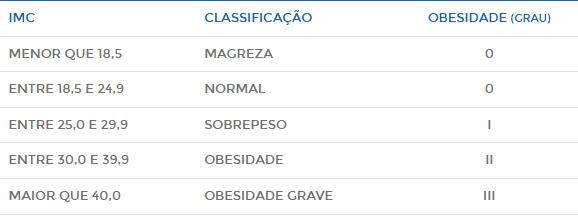 IMC CLASSIFICAÇÃO OBESIDADE (GRAU)
MENOR QUE 18,5 MAGREZA 0
ENTRE 18,5 E 24,9 NORMAL 0
ENTRE 25,0 E 29,9 SOBREPESO I
ENTRE 30,0 E 39,9 OBESIDADE II
MAIOR QUE 40,0 OBESIDADE GRAVE III